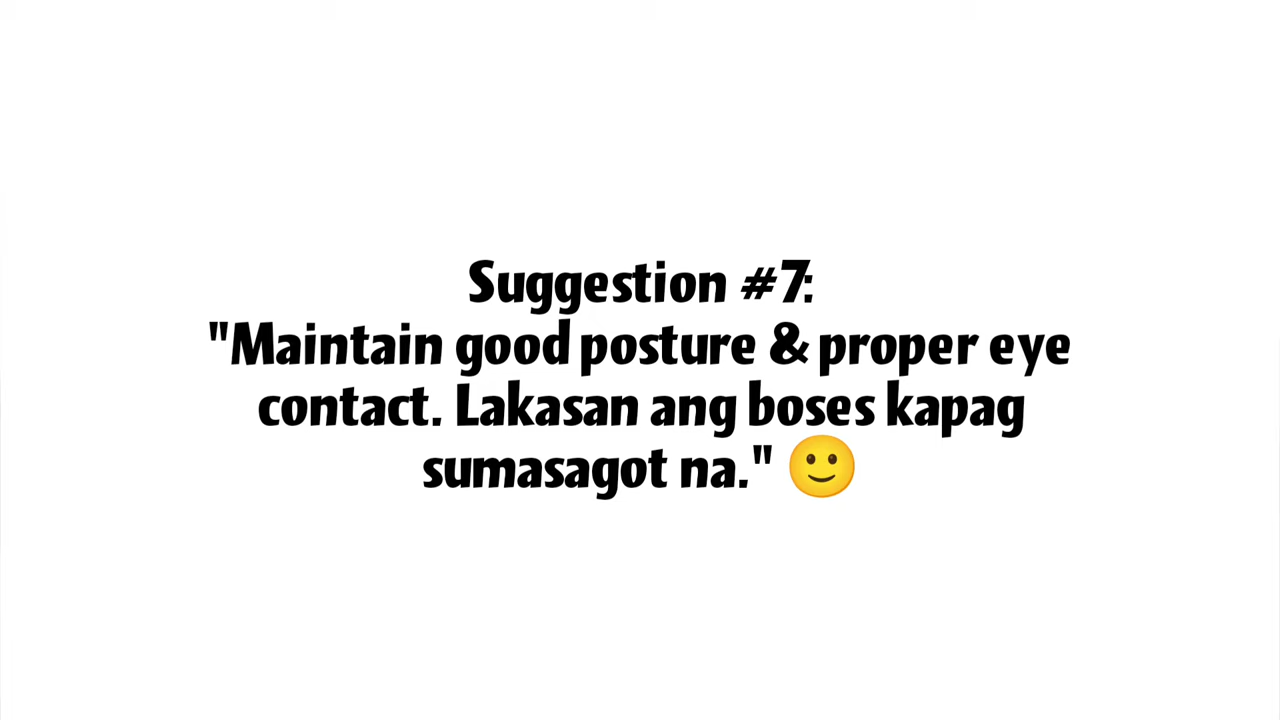 Suggestion #7:
"Maintain good posture & proper eye
contact. Lakasan ang boses kapag
sumasagot na." 🙂